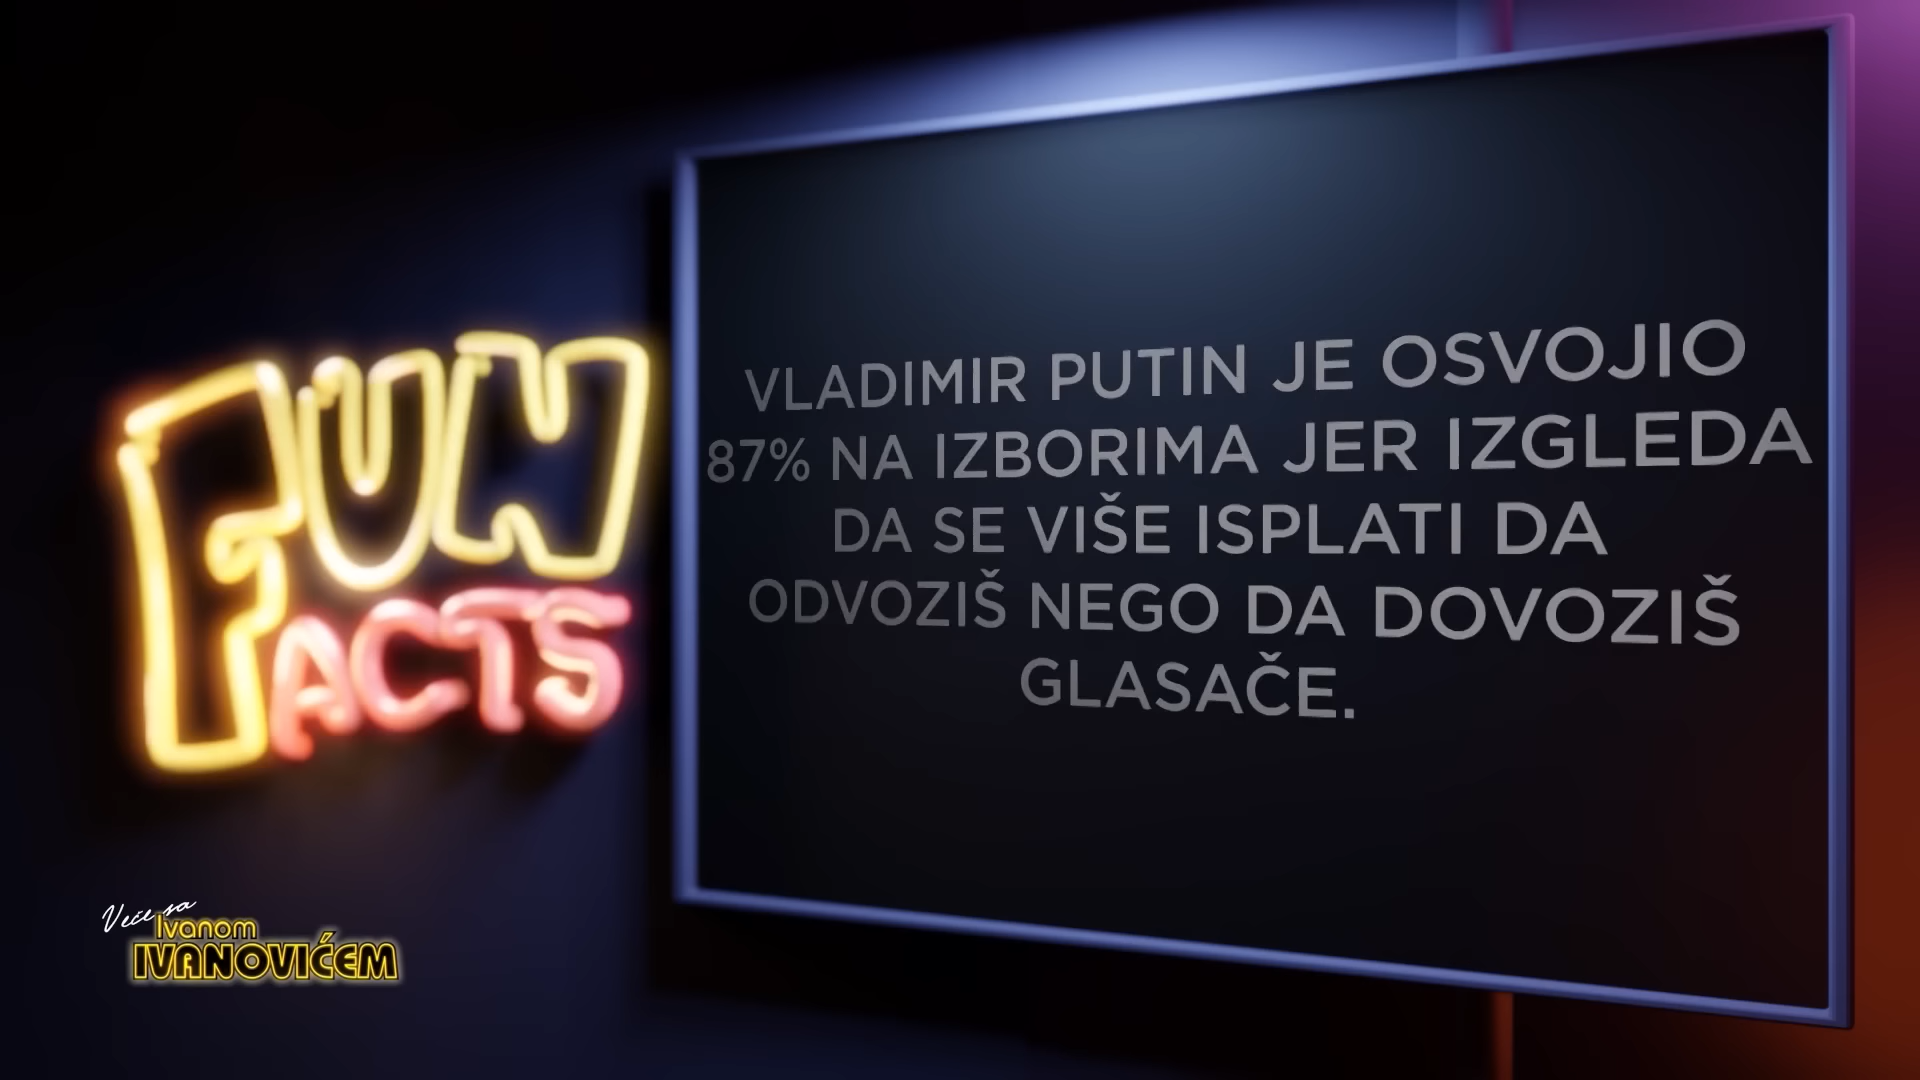 FUN
FACTS
VLADIMIR PUTIN JE OSVOJIO
87% NA IZBORIMA JER IZGLEDA
DA SE VIŠE ISPLATI DA
ODVOZIŠ NEGO DA DOVOZIŠ
GLASAČE.
Veče sa
Ivanom
IVANOVIĆEM